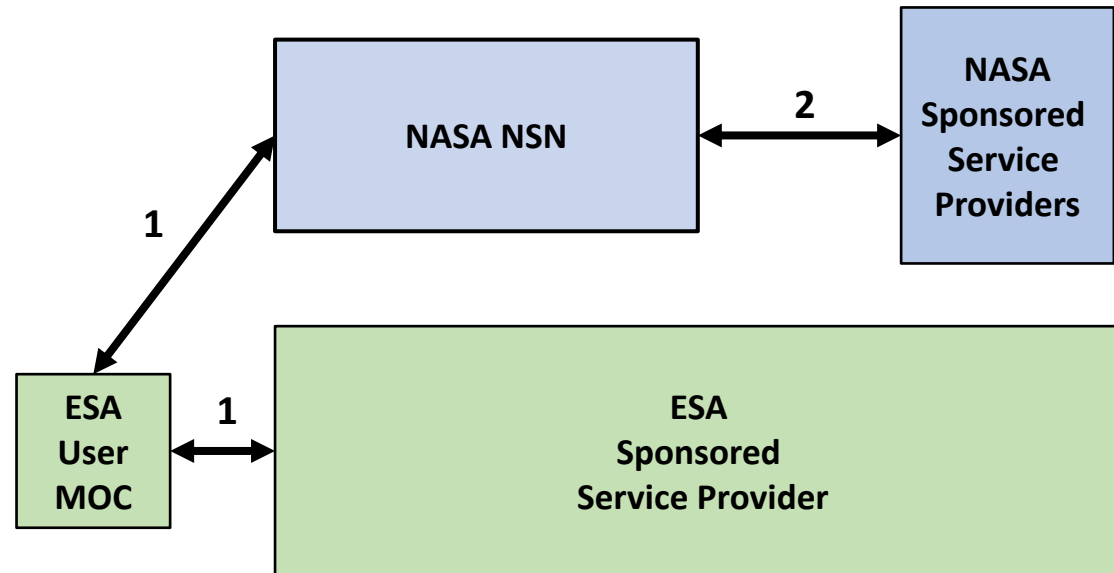 NASA NSN
2
NASA
Sponsored
Service
Providers
1
ESA
User
MOC
1
ESA
Sponsored
Service Provider